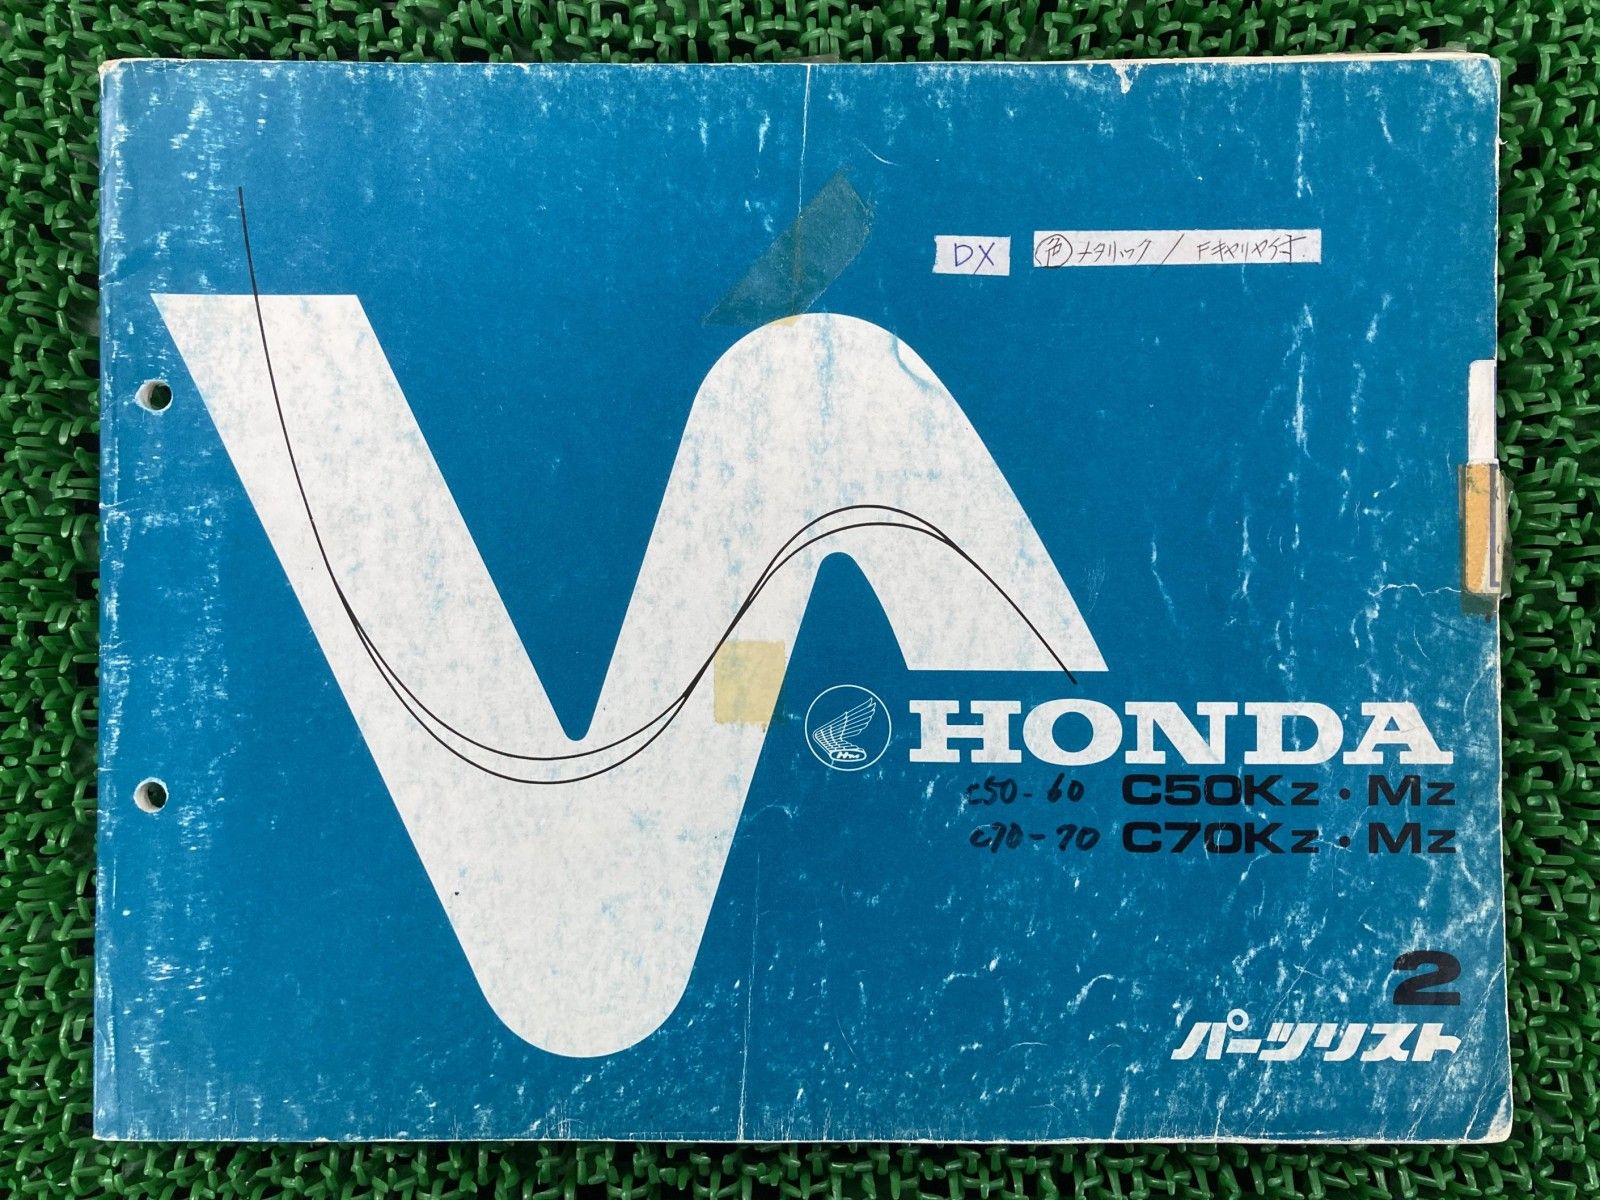 DX 色 メタリック / Fキャリヤ付
HONDA
C50-60 C50KZ・MZ
C70-70 C70KZ・MZ
2
パーツリスト